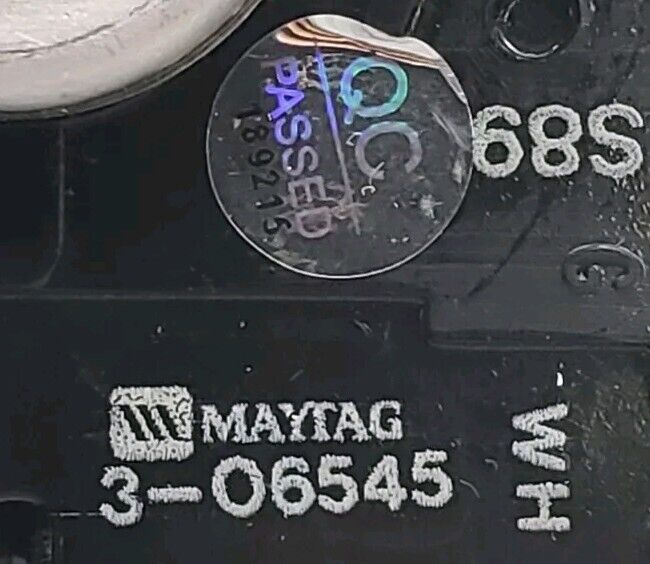 QC
PASSED
189215
68S
MAYTAG
3-06545
WH